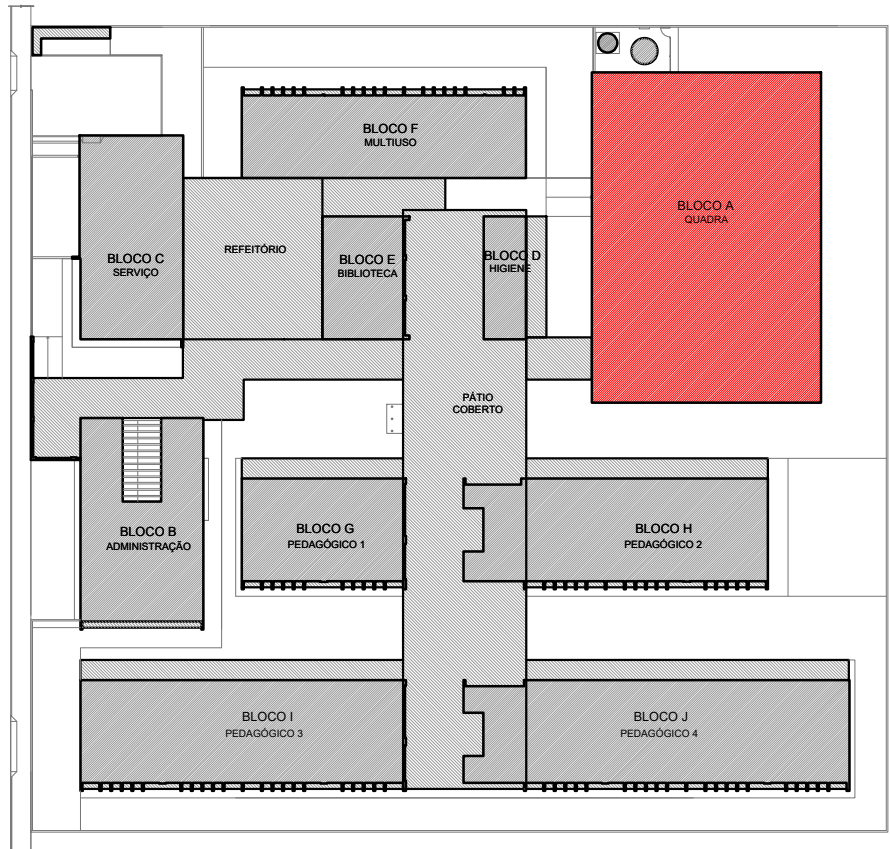 BLOCO F
MULTIUSO
BLOCO A
QUADRA
REFEITÓRIO
BLOCO C
SERVIÇO
BLOCO E
BIBLIOTECA
BLOCO D
HIGIENE
PÁTIO
COBERTO
BLOCO B
ADMINISTRAÇÃO
BLOCO G
PEDAGÓGICO 1
BLOCO H
PEDAGÓGICO 2
BLOCO I
PEDAGÓGICO 3
BLOCO J
PEDAGÓGICO 4